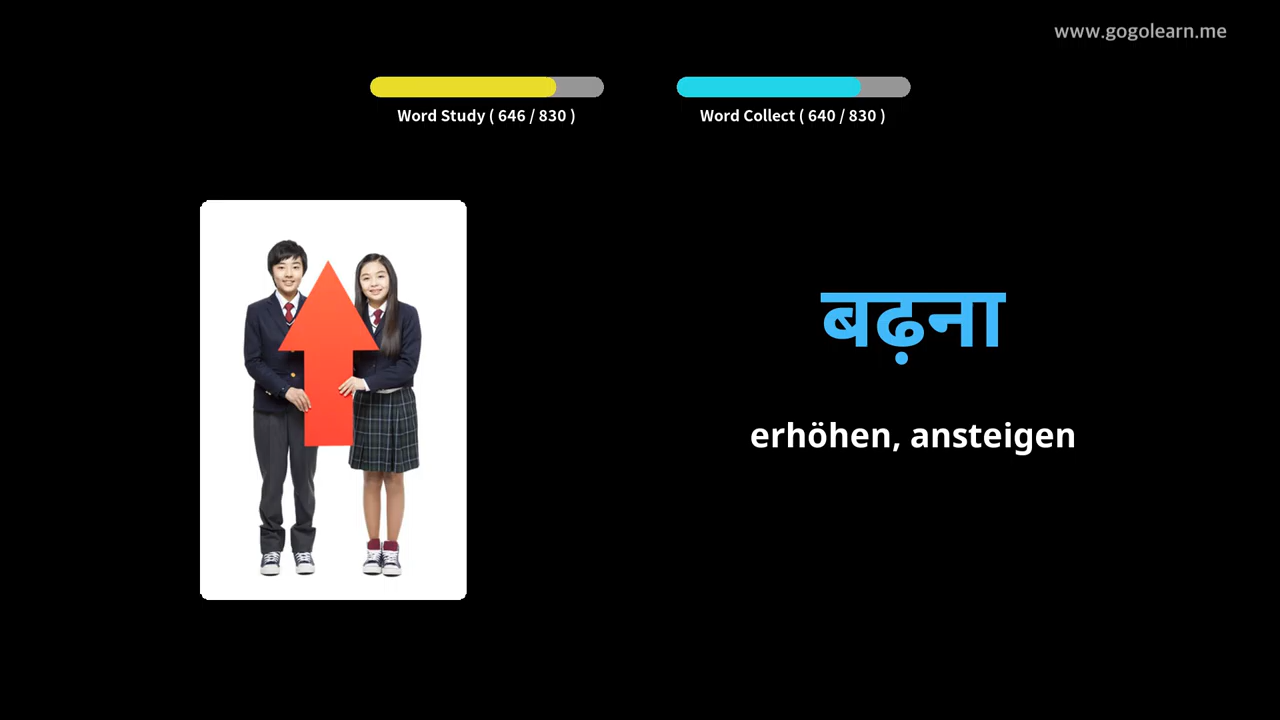 www.gogolearn.me
Word Study ( 646 / 830 )
Word Collect ( 640 / 830 )
बढ़ना
erhöhen, ansteigen